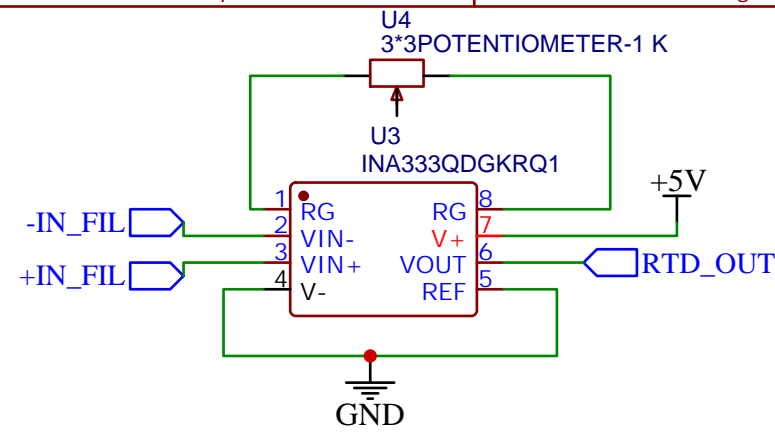 U4
3*3POTENTIOMETER-1 K
U3
INA333QDGKRQ1
+5V
1 RG RG 8
-IN_FIL 2 VIN- V+ 7
+IN_FIL 3 VIN+ VOUT 6 RTD_OUT
4 V- REF 5
GND